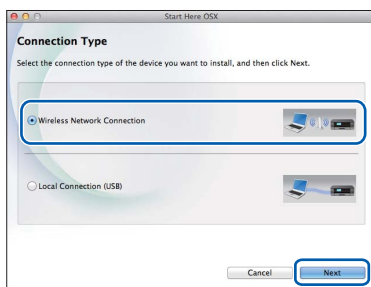 Start Here OSX
Connection Type
Select the connection type of the device you want to install, and then click Next.
Wireless Network Connection
Local Connection (USB)
Cancel
Next